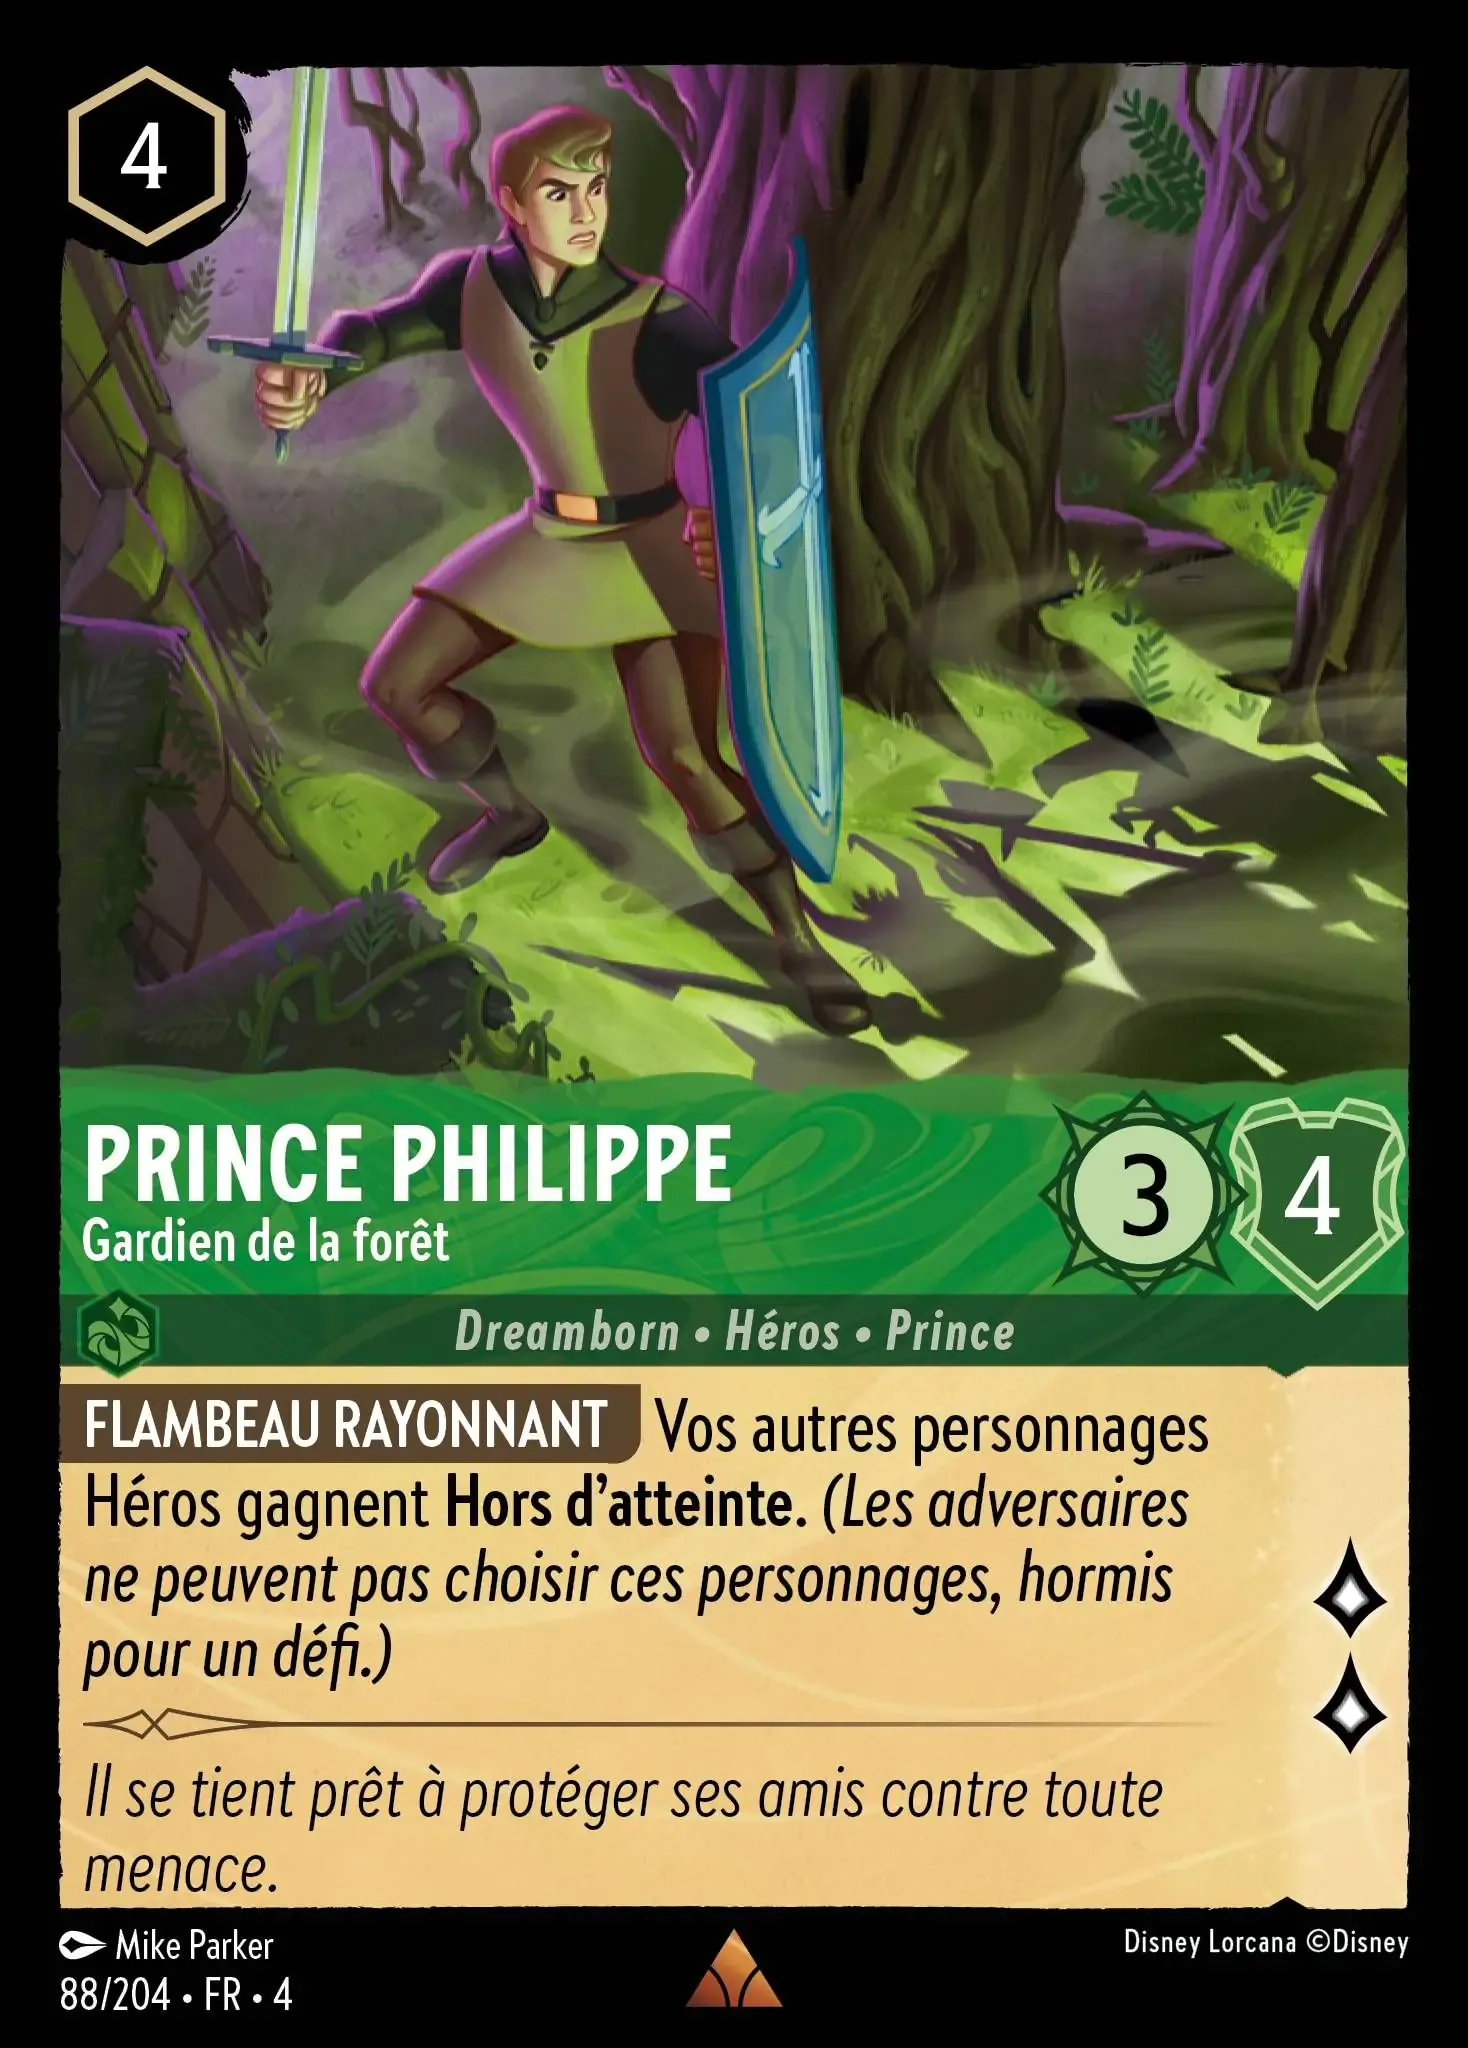 4
PRINCE PHILIPPE
Gardien de la forêt
3
4
Dreamborn • Héros • Prince
FLAMBEAU RAYONNANT Vos autres personnages
Héros gagnent Hors d’atteinte. (Les adversaires
ne peuvent pas choisir ces personnages, hormis
pour un défi.)
Il se tient prêt à protéger ses amis contre toute
menace.
Mike Parker
Disney Lorcana ©Disney
88/204 • FR • 4